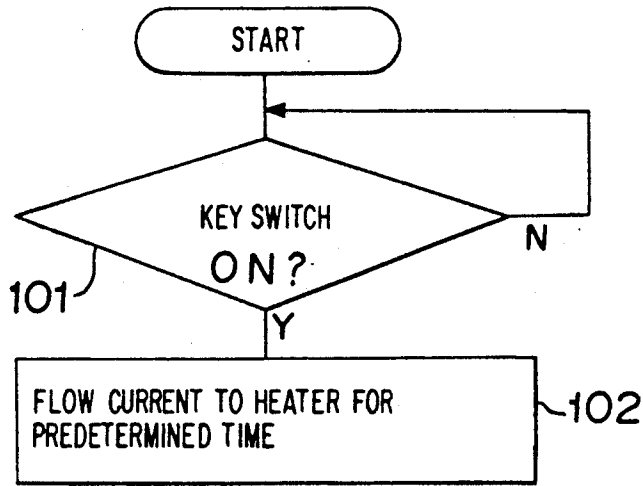 START
KEY SWITCH
ON?
N
101
Y
FLOW CURRENT TO HEATER FOR
PREDETERMINED TIME
102